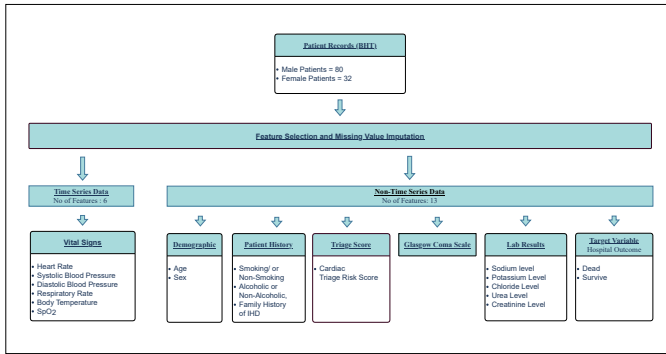 Patient Records (BHT)
• Male Patients = 80
• Female Patients = 32
Feature Selection and Missing Value Imputation
Time Series Data
No of Features : 6
Non-Time Series Data
No of Features: 13
Vital Signs
• Heart Rate
• Systolic Blood Pressure
• Diastolic Blood Pressure
• Respiratory Rate
• Body Temperature
• SpO2
Demographic
• Age
• Sex
Patient History
• Smoking/ or
Non-Smoking
• Alcoholic or
Non-Alcoholic,
• Family History
of IHD
Triage Score
• Cardiac
Triage Risk Score
Glasgow Coma Scale
Lab Results
• Sodium level
• Potassium Level
• Chloride Level
• Urea Level
• Creatinine Level
Target Variable
Hospital Outcome
• Dead
• Survive